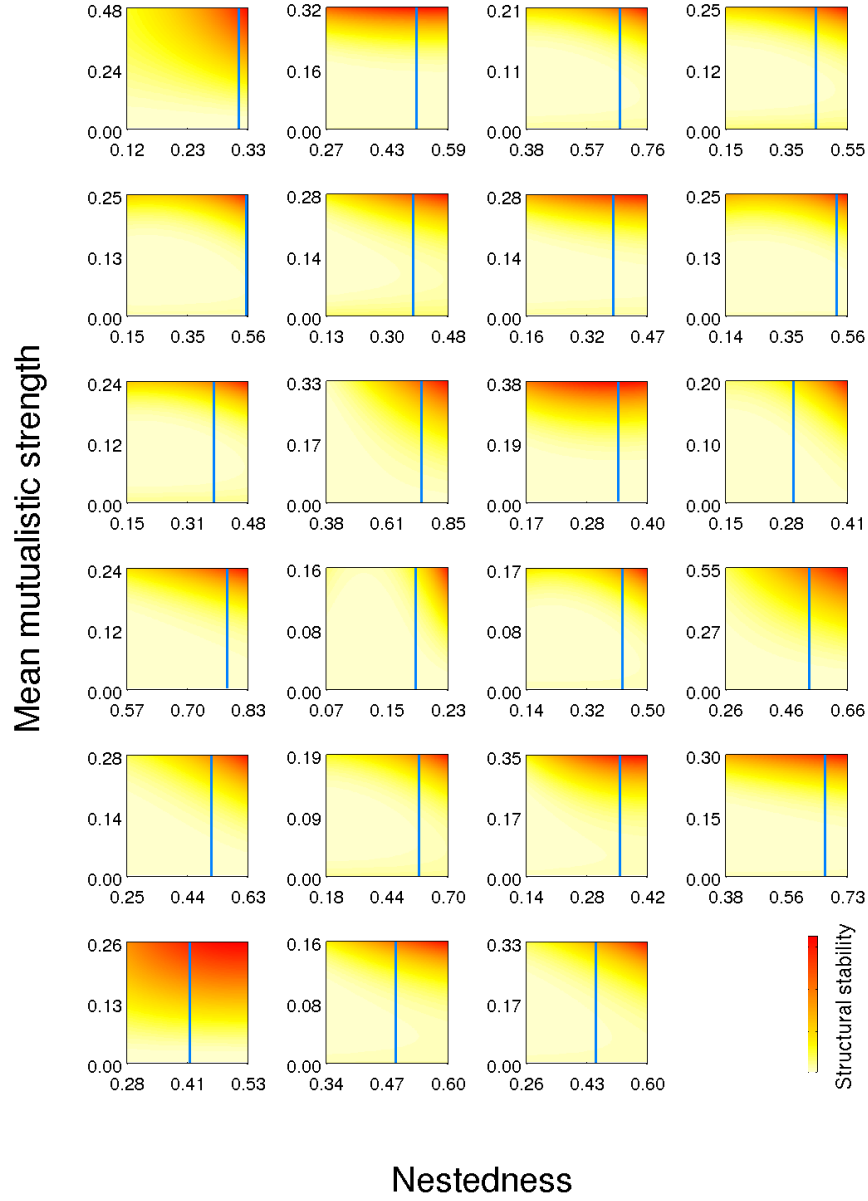 0.48 0.32 0.21 0.25
0.24 0.16 0.11 0.12
0.00 0.00 0.00 0.00
0.12 0.23 0.33 0.27 0.43 0.59 0.38 0.57 0.76 0.15 0.35 0.55
0.25 0.28 0.28 0.25
0.13 0.14 0.14 0.13
0.00 0.00 0.00 0.00
0.15 0.35 0.56 0.13 0.30 0.48 0.16 0.32 0.47 0.14 0.35 0.56
Mean mutualistic strength
0.24 0.33 0.38 0.20
0.12 0.17 0.19 0.10
0.00 0.00 0.00 0.00
0.15 0.31 0.48 0.38 0.61 0.85 0.17 0.28 0.40 0.15 0.28 0.41
0.24 0.16 0.17 0.55
0.12 0.08 0.08 0.27
0.00 0.00 0.00 0.00
0.57 0.70 0.83 0.07 0.15 0.23 0.14 0.32 0.50 0.26 0.46 0.66
0.28 0.19 0.35 0.30
0.14 0.09 0.17 0.15
0.00 0.00 0.00 0.00
0.25 0.44 0.63 0.18 0.44 0.70 0.14 0.28 0.42 0.38 0.56 0.73
0.26 0.16 0.33
0.13 0.08 0.17
0.00 0.00 0.00
0.28 0.41 0.53 0.34 0.47 0.60 0.26 0.43 0.60
Structural stability
Nestedness